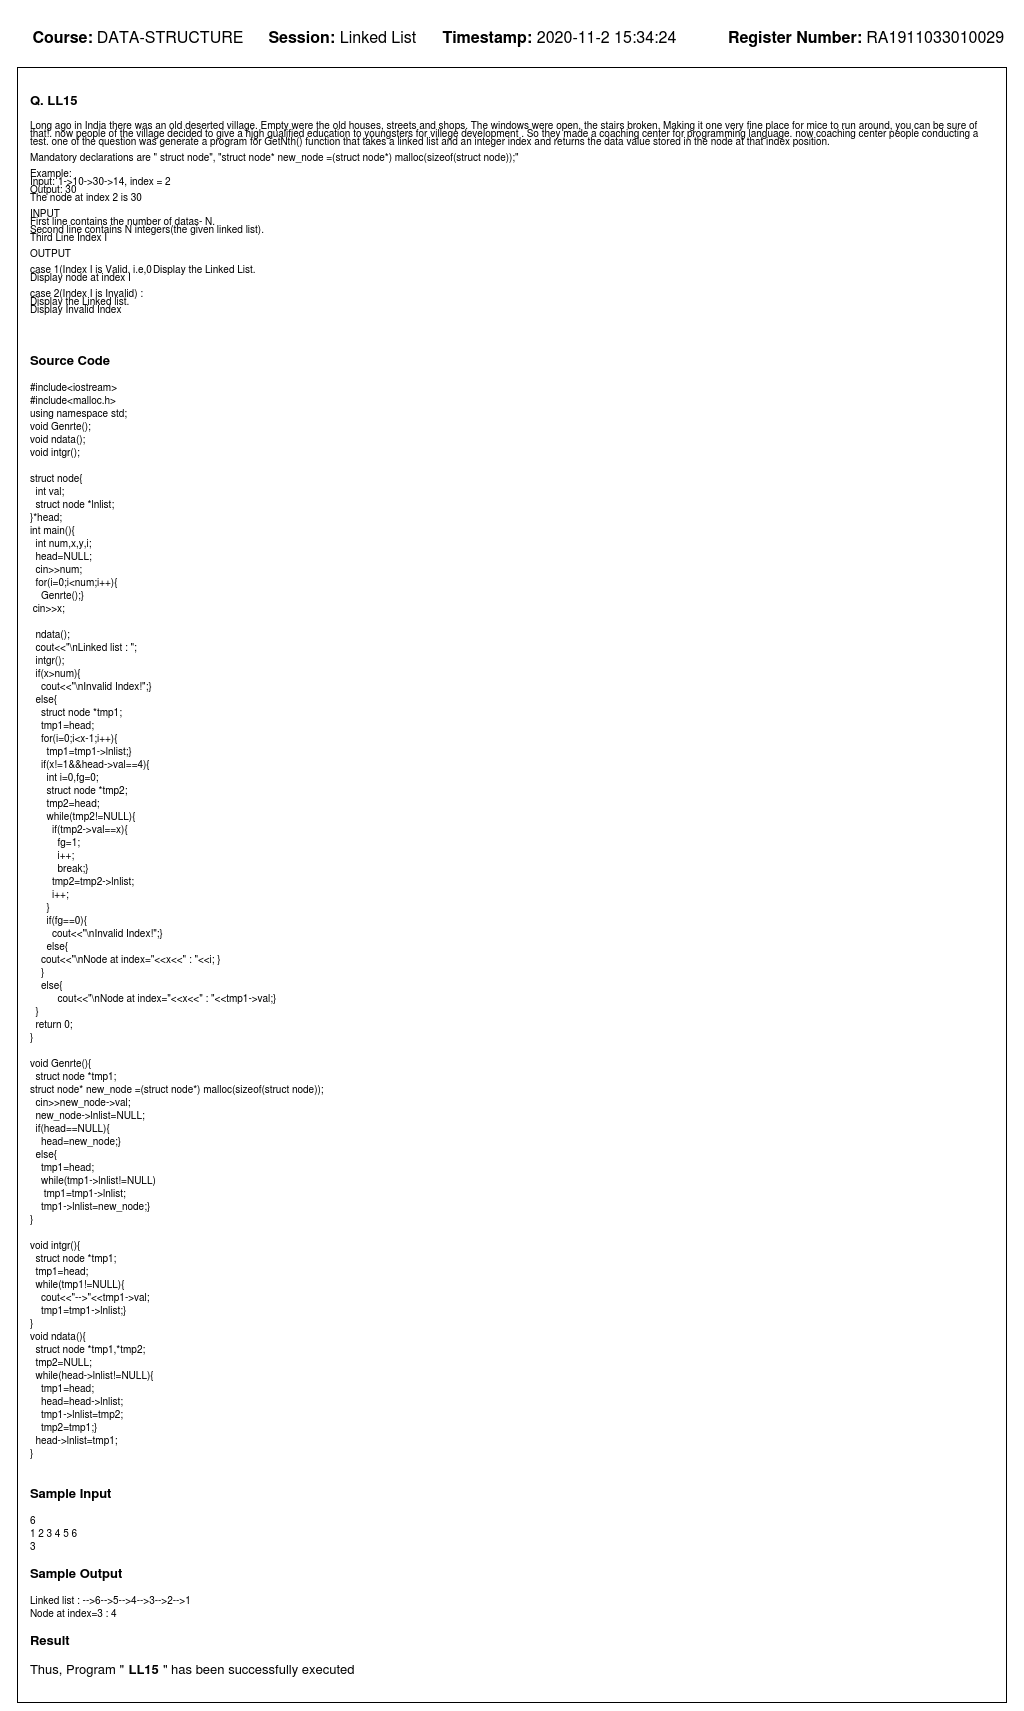 Course: DATA-STRUCTURE Session: Linked List Timestamp: 2020-11-2 15:34:24 Register Number: RA1911033010029
Q. LL15
Long ago in India there was an old deserted village. Empty were the old houses, streets and shops. The windows were open, the stairs broken. Making it one very fine place for mice to run around, you can be sure of
that!. now people of the village decided to give a high qualified education to youngsters for village development . So they made a coaching center for programming language. now coaching center people conducting a
test. one of the question was generate a program for GetNth() function that takes a linked list and an integer index and returns the data value stored in the node at that index position.
Mandatory declarations are " struct node", "struct node* new_node =(struct node*) malloc(sizeof(struct node));"
Example:
Input: 1->10->30->14, index = 2
Output: 30
The node at index 2 is 30
INPUT
First line contains the number of datas- N.
Second line contains N integers(the given linked list).
Third Line Index I
OUTPUT
case 1(Index I is Valid, i.e,0Display the Linked List.
Display node at index I
case 2(Index I is Invalid) :
Display the Linked list.
Display Invalid Index
Source Code
#include<iostream>
#include<malloc.h>
using namespace std;
void Genrte();
void ndata();
void intgr();
struct node{
int val;
struct node *lnlist;
}*head;
int main(){
int num,x,y,i;
head=NULL;
cin>>num;
for(i=0;i<num;i++){
Genrte();}
cin>>x;
ndata();
cout<<"\nLinked list : ";
intgr();
if(x>num){
cout<<"\nInvalid Index!";}
else{
struct node *tmp1;
tmp1=head;
for(i=0;i<x-1;i++){
tmp1=tmp1->lnlist;}
if(x!=1&&head->val==4){
int i=0,fg=0;
struct node *tmp2;
tmp2=head;
while(tmp2!=NULL){
if(tmp2->val==x){
fg=1;
i++;
break;}
tmp2=tmp2->lnlist;
i++;
}
if(fg==0){
cout<<"\nInvalid Index!";}
else{
cout<<"\nNode at index="<<x<<" : "<<i; }
}
else{
cout<<"\nNode at index="<<x<<" : "<<tmp1->val;}
}
return 0;
}
void Genrte(){
struct node *tmp1;
struct node* new_node =(struct node*) malloc(sizeof(struct node));
cin>>new_node->val;
new_node->lnlist=NULL;
if(head==NULL){
head=new_node;}
else{
tmp1=head;
while(tmp1->lnlist!=NULL)
tmp1=tmp1->lnlist;
tmp1->lnlist=new_node;}
}
void intgr(){
struct node *tmp1;
tmp1=head;
while(tmp1!=NULL){
cout<<"-->"<<tmp1->val;
tmp1=tmp1->lnlist;}
}
void ndata(){
struct node *tmp1,*tmp2;
tmp2=NULL;
while(head->lnlist!=NULL){
tmp1=head;
head=head->lnlist;
tmp1->lnlist=tmp2;
tmp2=tmp1;}
head->lnlist=tmp1;
}
Sample Input
6
1 2 3 4 5 6
3
Sample Output
Linked list : -->6-->5-->4-->3-->2-->1
Node at index=3 : 4
Result
Thus, Program " LL15 " has been successfully executed